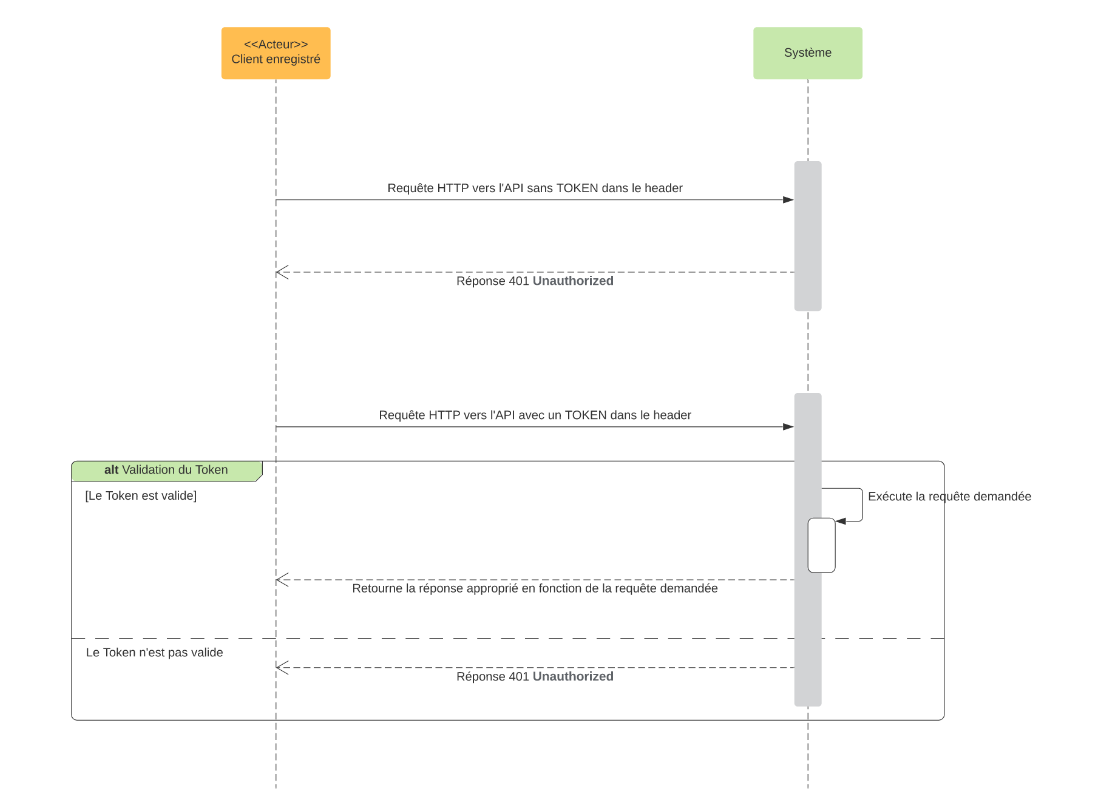 <<Acteur>>
Client enregistré
Système
Requête HTTP vers l'API sans TOKEN dans le header
Réponse 401 Unauthorized
Requête HTTP vers l'API avec un TOKEN dans le header
alt Validation du Token
[Le Token est valide]
Exécute la requête demandée
Retourne la réponse approprié en fonction de la requête demandée
Le Token n'est pas valide
Réponse 401 Unauthorized